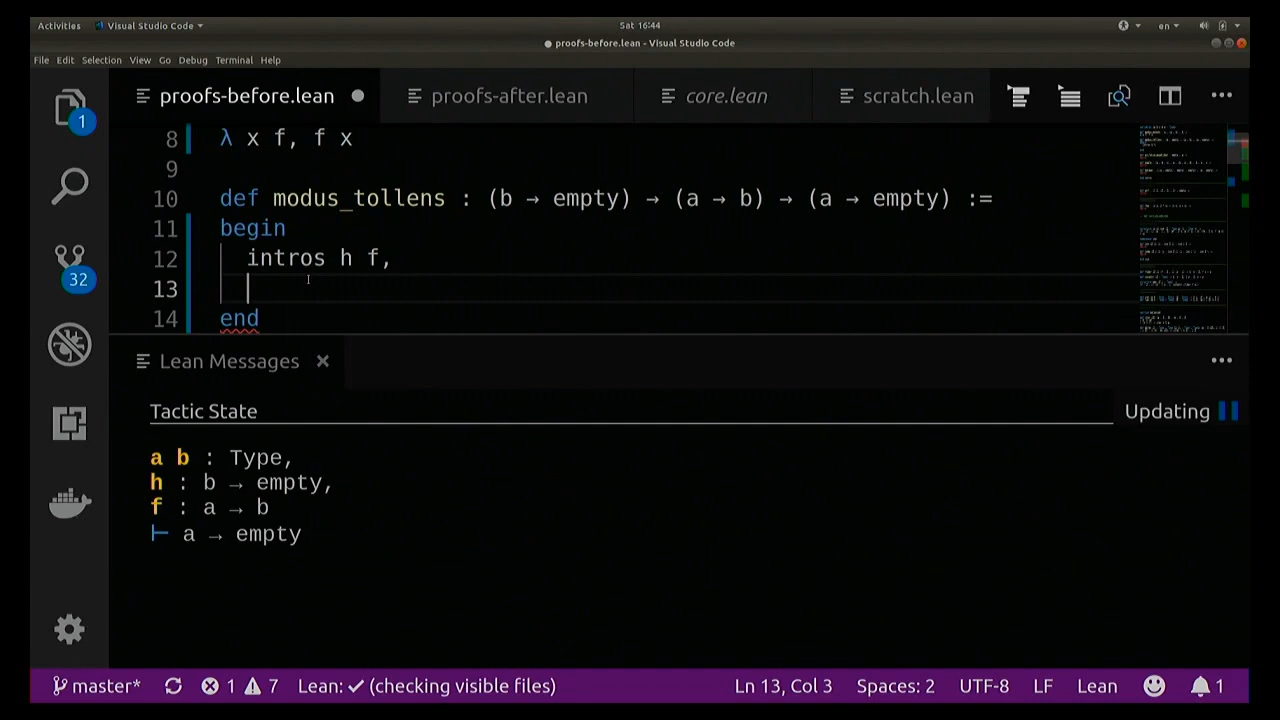 Activities Visual Studio Code Sat 16:44 en
● proofs-before.lean - Visual Studio Code
File Edit Selection View Go Debug Terminal Help
proofs-before.lean proofs-after.lean core.lean scratch.lean
1
8 λ x f, f x
9
10 def modus_tollens : (b → empty) → (a → b) → (a → empty) :=
11 begin
12 intros h f,
13
32
14 end
Lean Messages
Tactic State Updating
a b : Type,
h : b → empty,
f : a → b
⊢ a → empty
master* 1 7 Lean: ✓ (checking visible files) Ln 13, Col 3 Spaces: 2 UTF-8 LF Lean 1